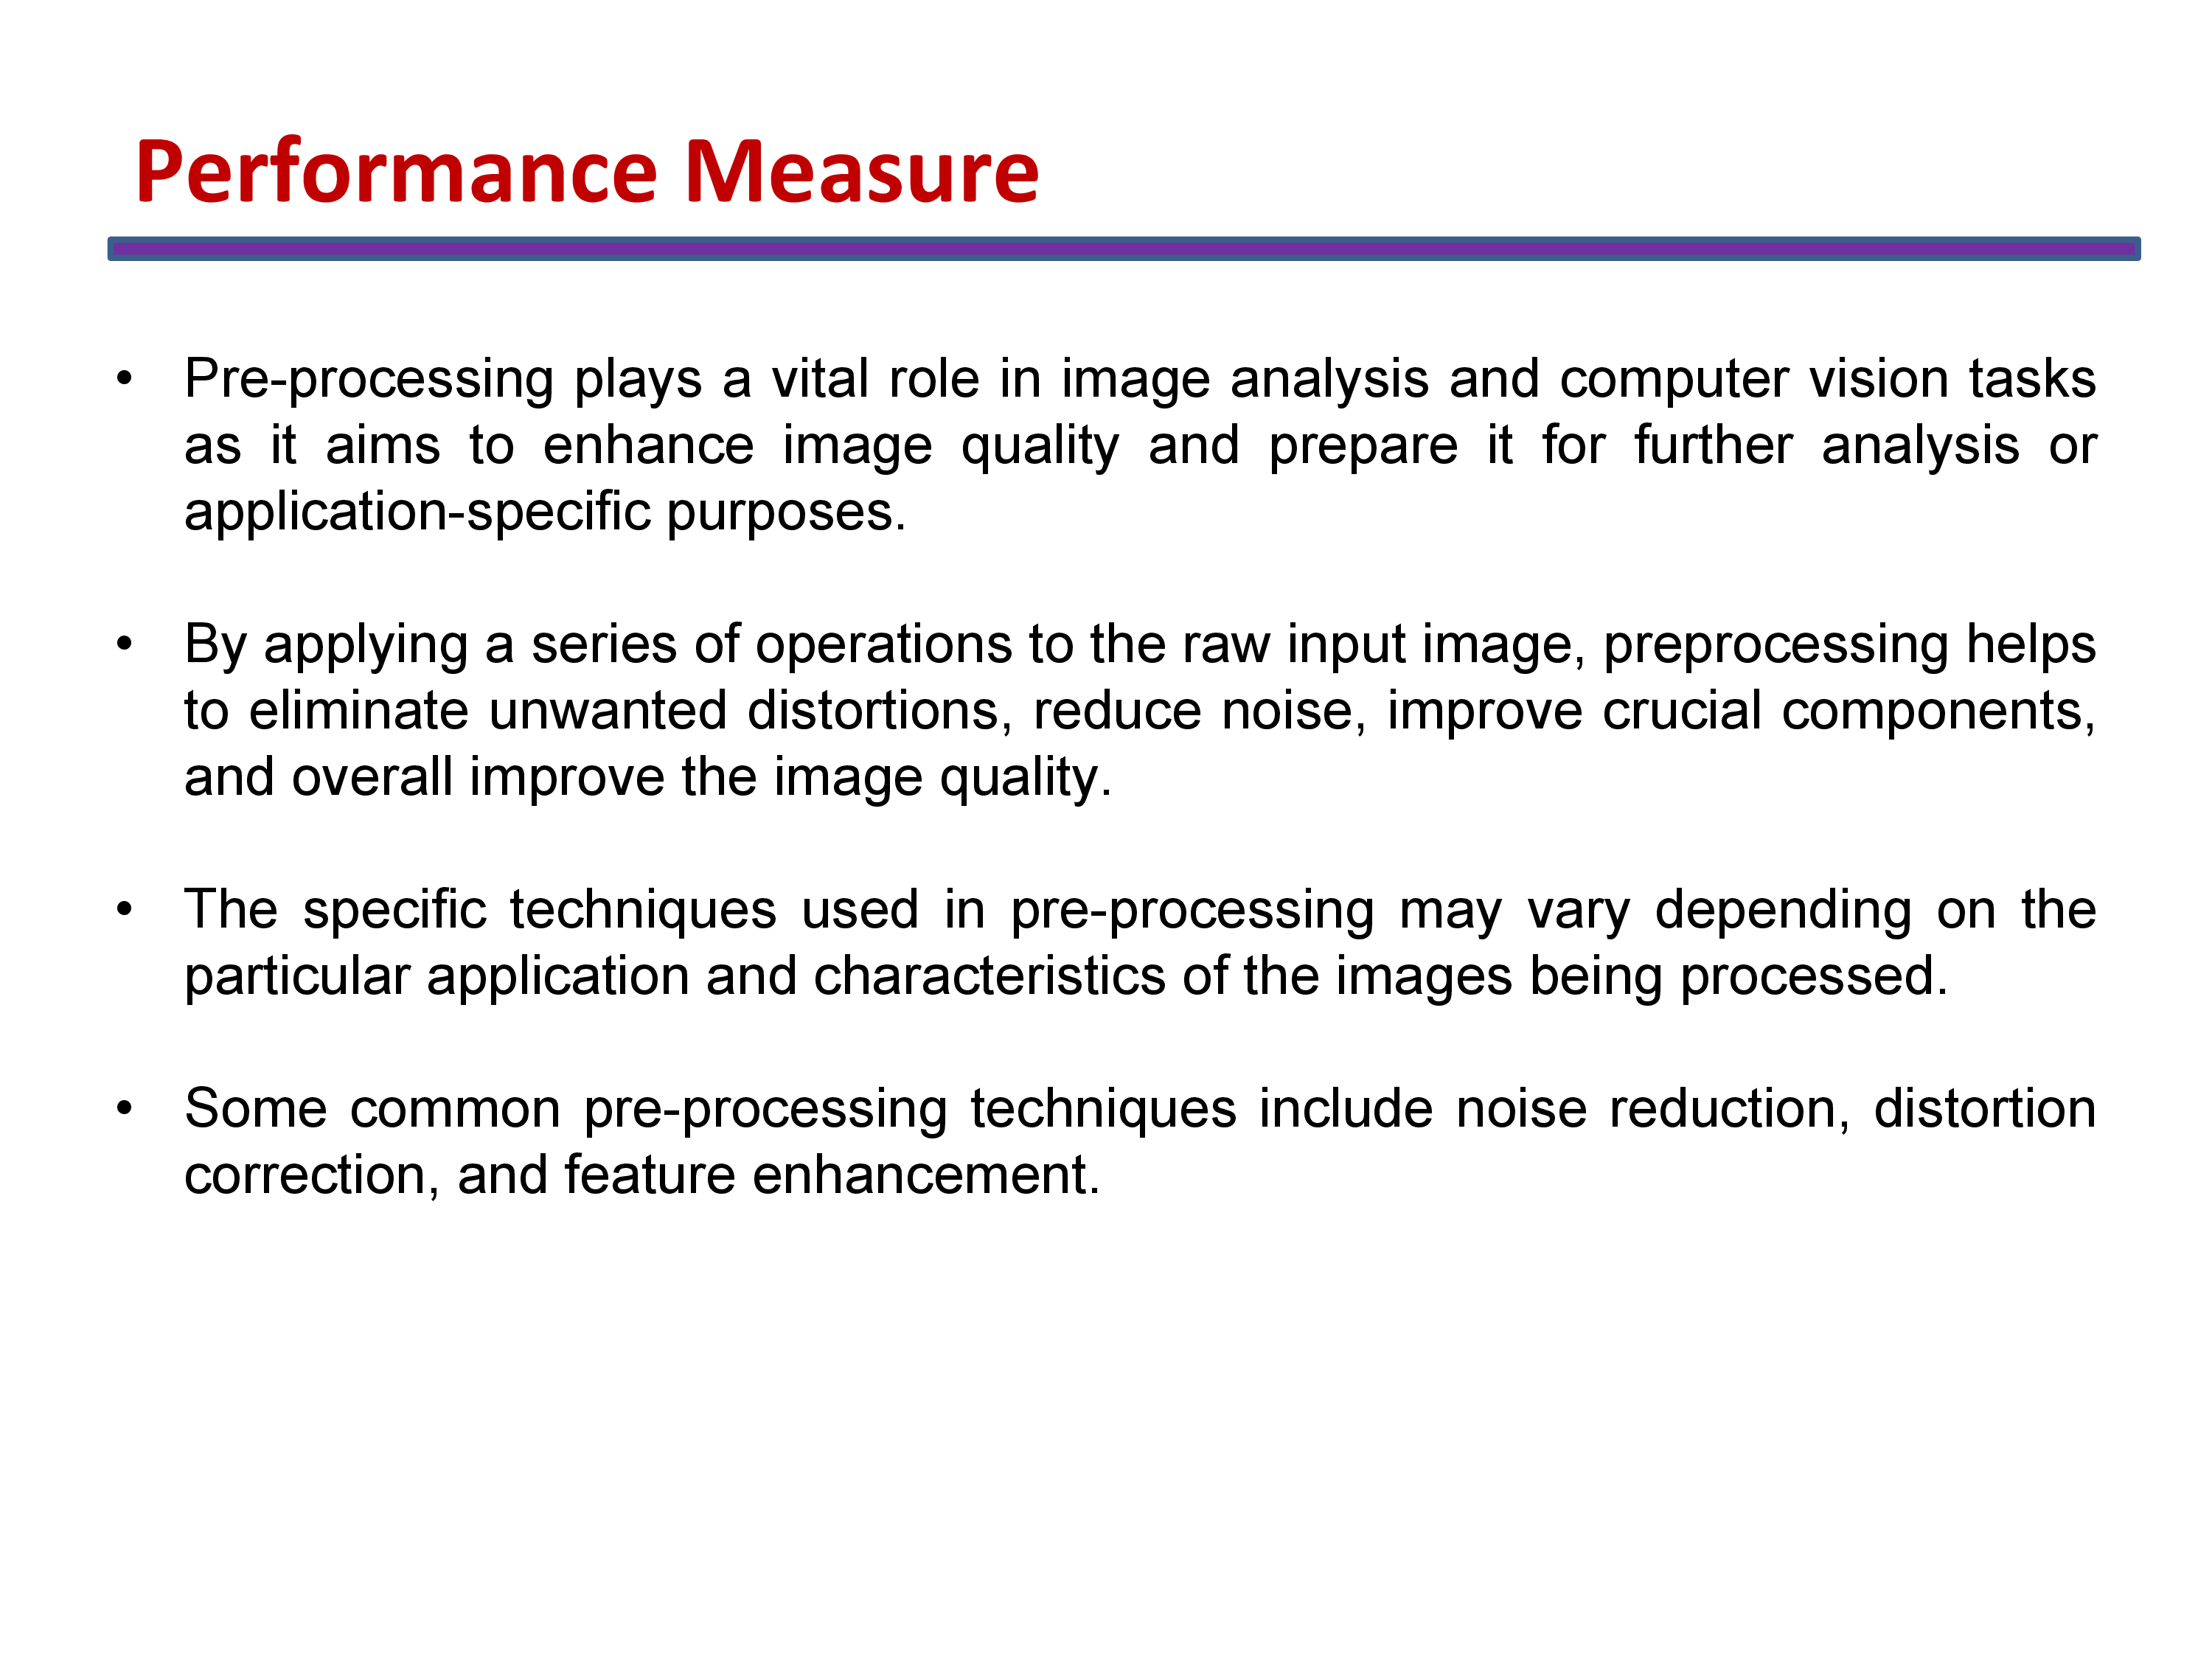 Performance Measure
• Pre-processing plays a vital role in image analysis and computer vision tasks
as it aims to enhance image quality and prepare it for further analysis or
application-specific purposes.
• By applying a series of operations to the raw input image, preprocessing helps
to eliminate unwanted distortions, reduce noise, improve crucial components,
and overall improve the image quality.
• The specific techniques used in pre-processing may vary depending on the
particular application and characteristics of the images being processed.
• Some common pre-processing techniques include noise reduction, distortion
correction, and feature enhancement.